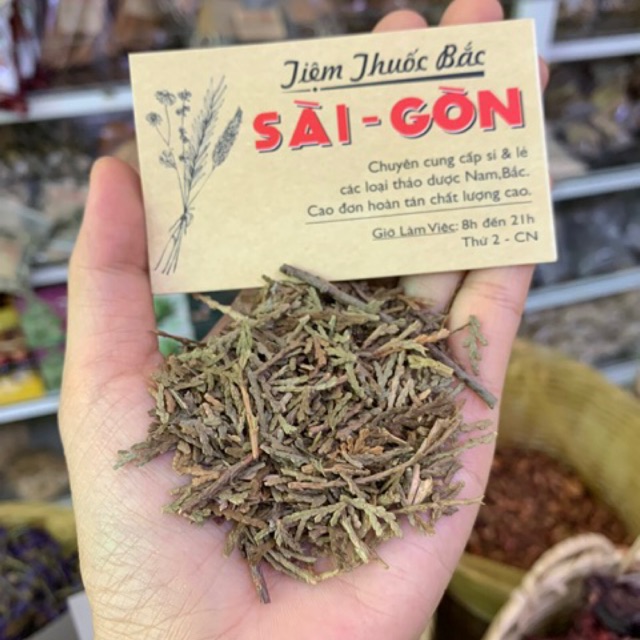 Tiệm Thuốc Bắc
SÀI-GÒN
Chuyên cung cấp sỉ & lẻ
các loại thảo dược Nam,Bắc.
Cao đơn hoàn tán chất lượng cao.
Giờ Làm Việc: 8h đến 21h
Thứ 2 - CN